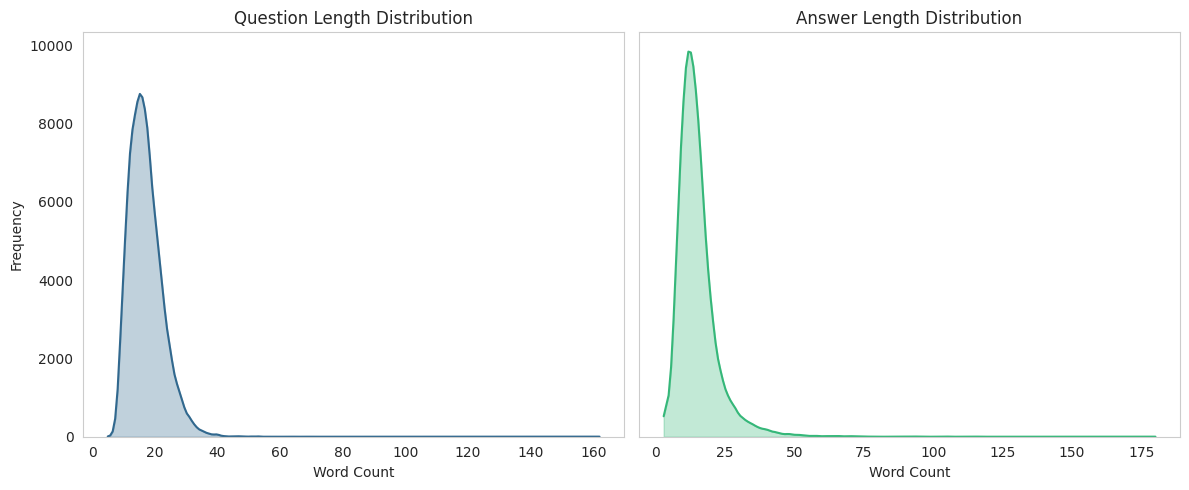 Question Length Distribution
Answer Length Distribution
10000
8000
6000
4000
2000
0
Frequency
0 20 40 60 80 100 120 140 160
0 25 50 75 100 125 150 175
Word Count
Word Count